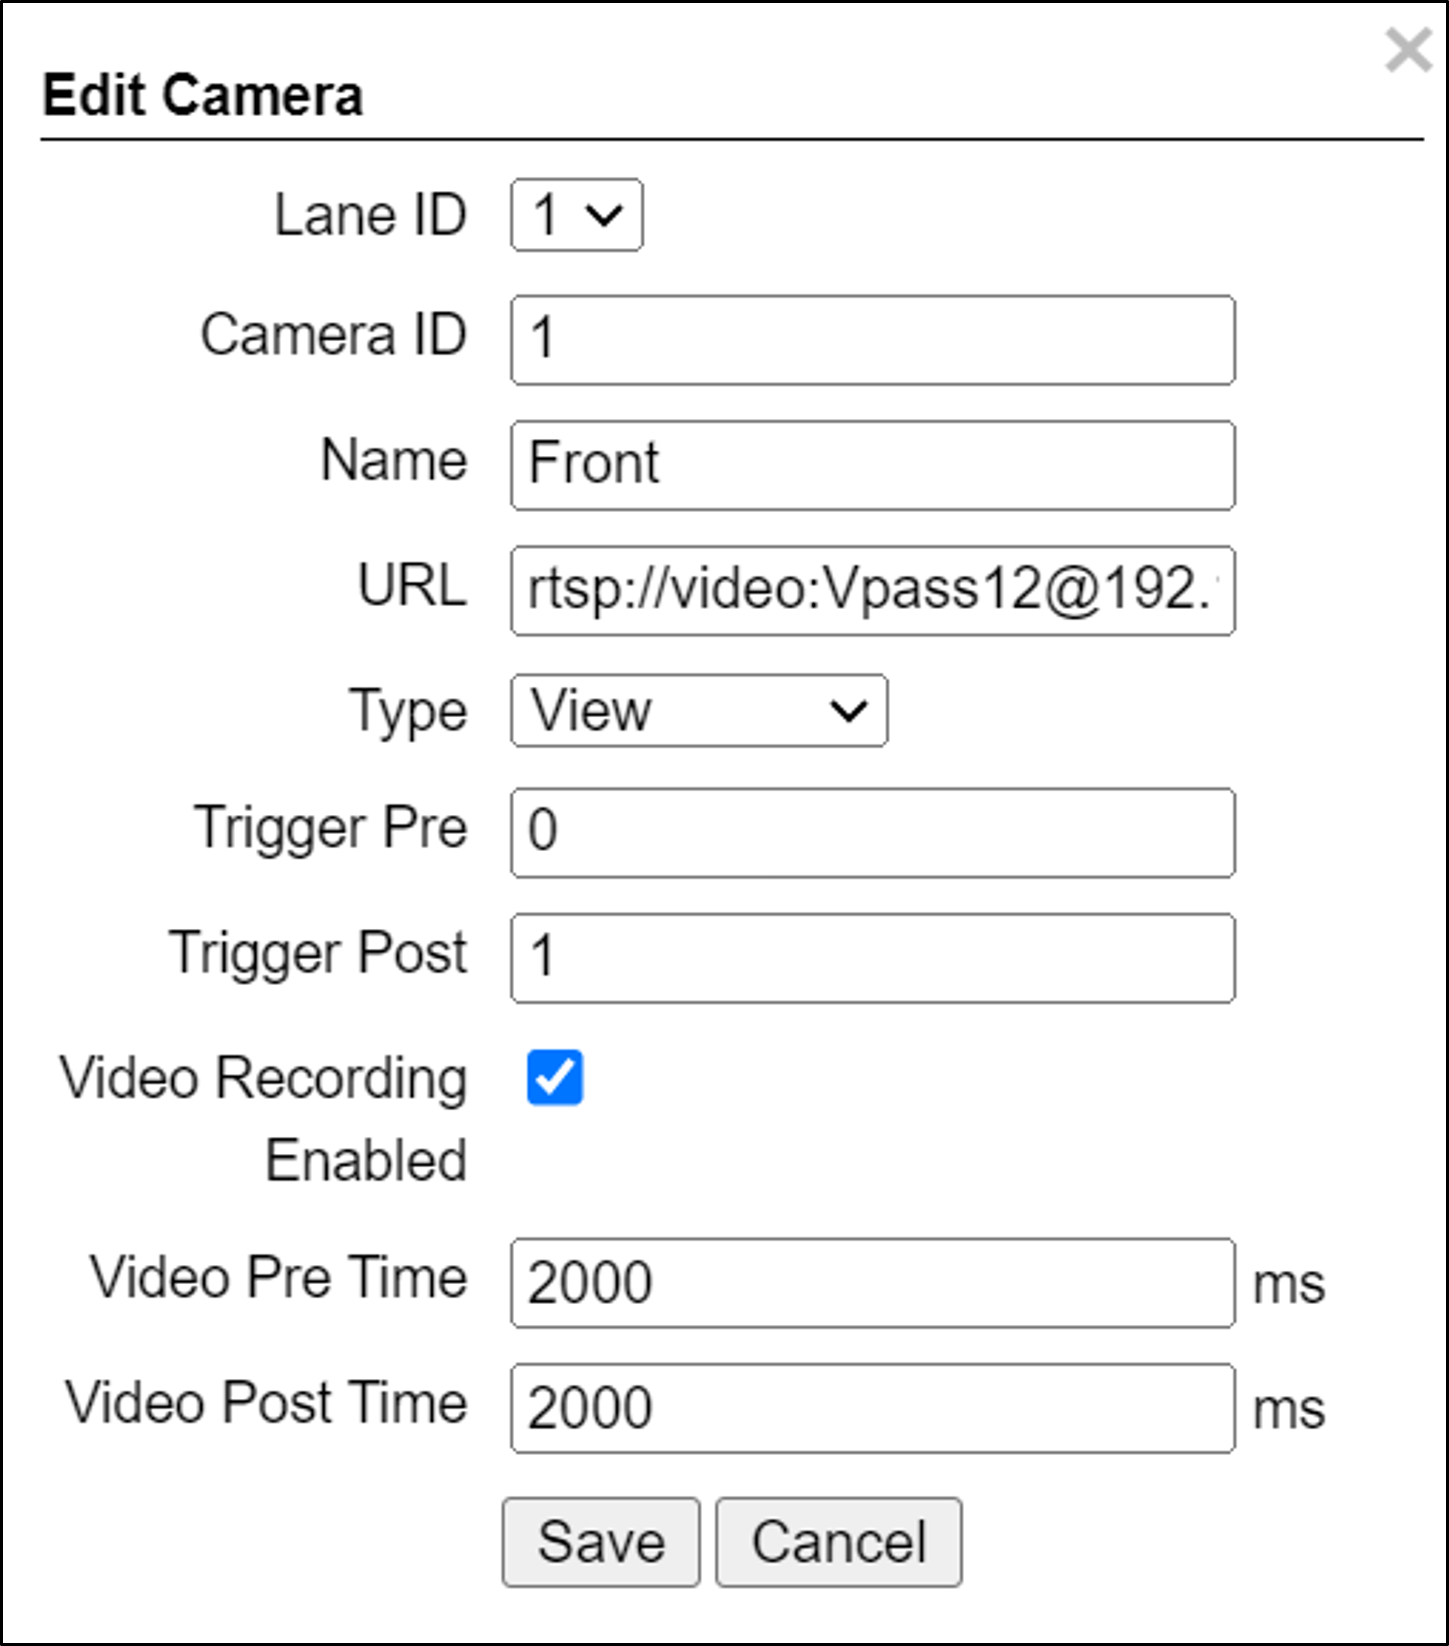 Edit Camera
Lane ID 1
Camera ID 1
Name Front
URL rtsp://video:Vpass12@192.
Type View
Trigger Pre 0
Trigger Post 1
Video Recording
Enabled
Video Pre Time 2000 ms
Video Post Time 2000 ms
Save Cancel